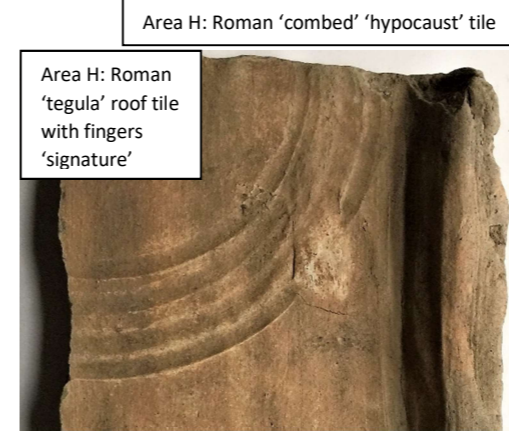 Area H: Roman ‘combed’ ‘hypocaust’ tile
Area H: Roman
‘tegula’ roof tile
with fingers
‘signature’